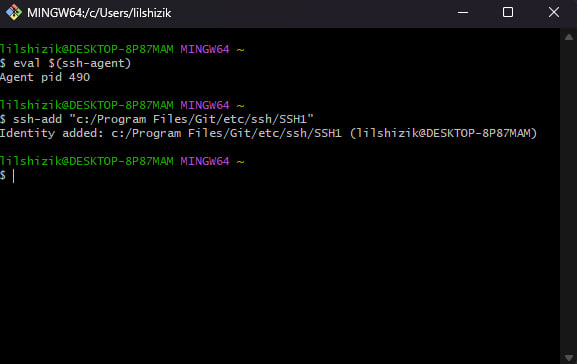 MINGW64:/c/Users/lilshizik
lilshizik@DESKTOP-8P87MAM MINGW64 ~
$ eval $(ssh-agent)
Agent pid 490
lilshizik@DESKTOP-8P87MAM MINGW64 ~
$ ssh-add "c:/Program Files/Git/etc/ssh/SSH1"
Identity added: c:/Program Files/Git/etc/ssh/SSH1 (lilshizik@DESKTOP-8P87MAM)
lilshizik@DESKTOP-8P87MAM MINGW64 ~
$